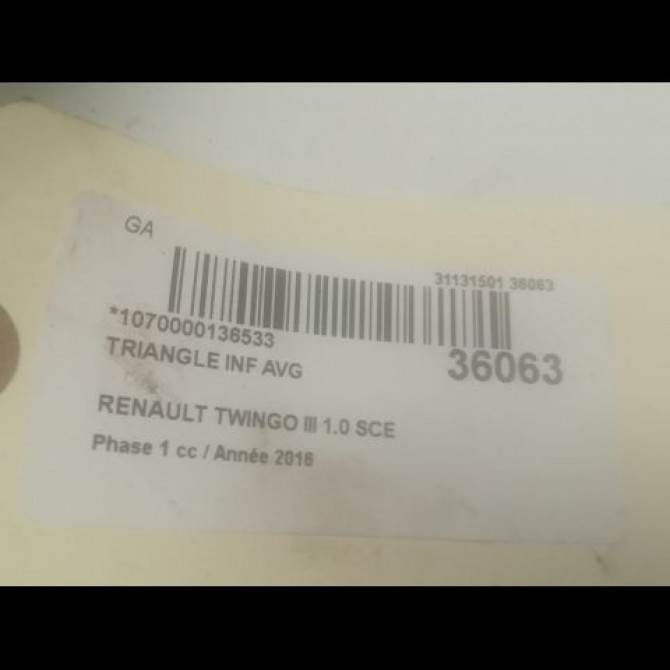 GA
31131501 36063
*1070000136533
TRIANGLE INF AVG
36063
RENAULT TWINGO III 1.0 SCE
Phase 1 cc / Année 2016